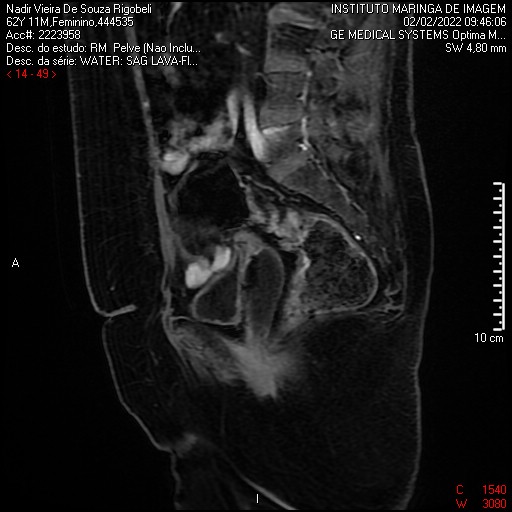 Nadir Vieira De Souza Rigobeli
62Y 11M,Feminino,444535
Acc#: 2223958
Desc. do estudo: RM Pelve (Nao Inclu...
Desc. da série: WATER: SAG LAVA-Fl...
< 14 - 49 >
INSTITUTO MARINGA DE IMAGEM
02/02/2022 09:46:06
GE MEDICAL SYSTEMS Optima M...
SW 4,80 mm
A
10 cm
I
C 1540
W 3080